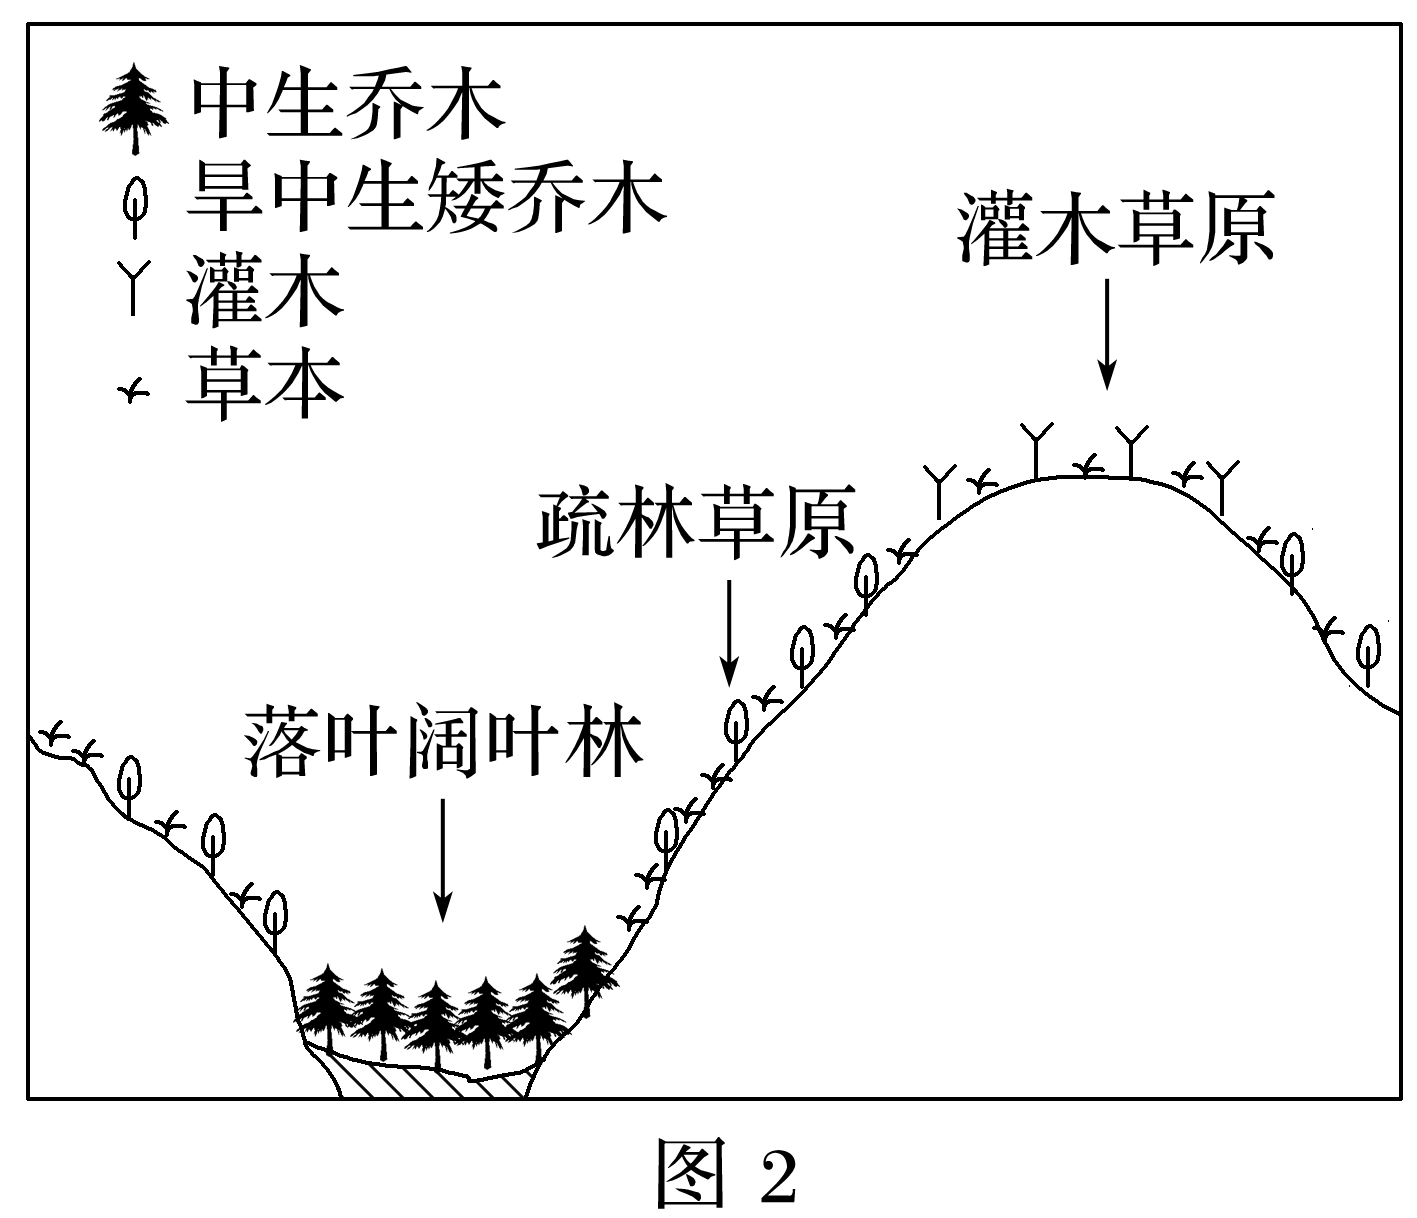 中生乔木
旱中生矮乔木
灌木
草本
灌木草原
疏林草原
落叶阔叶林
图 2